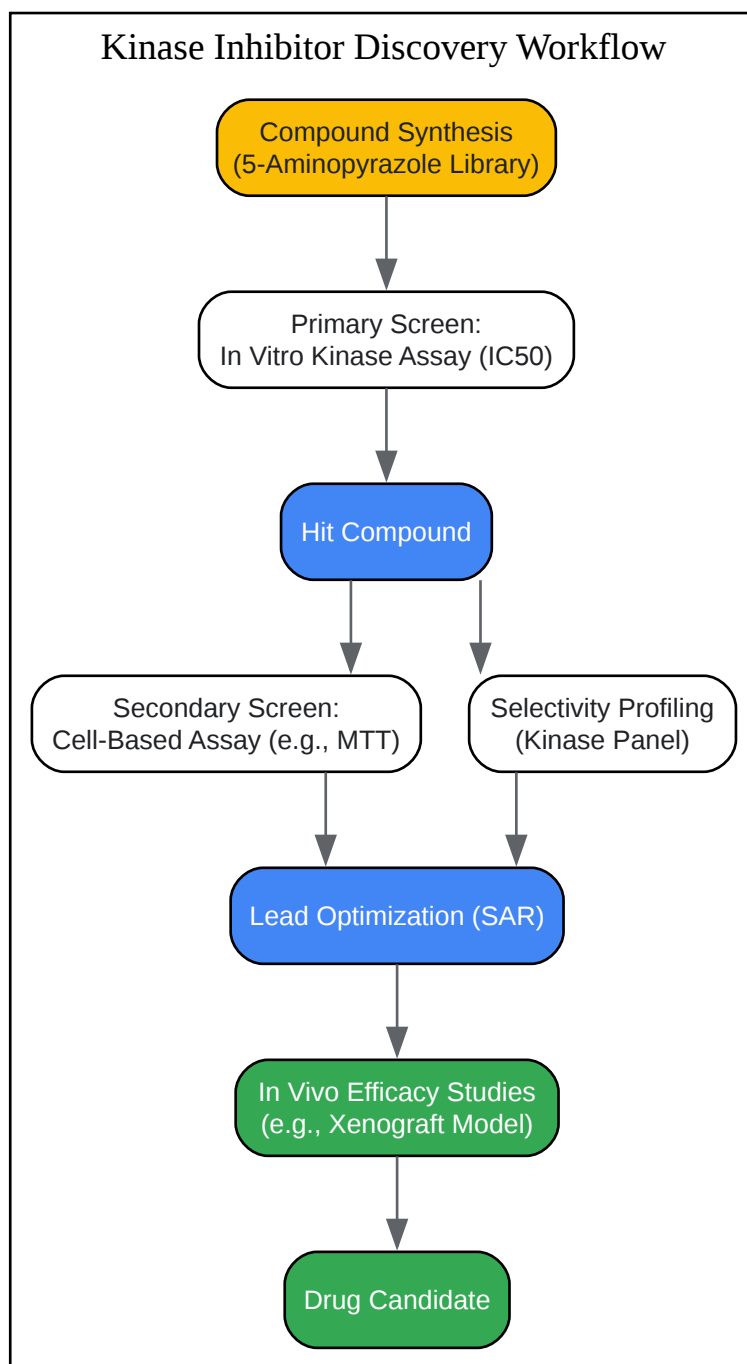 Kinase Inhibitor Discovery Workflow
Compound Synthesis
(5-Aminopyrazole Library)
Primary Screen:
In Vitro Kinase Assay (IC50)
Hit Compound
Secondary Screen:
Cell-Based Assay (e.g., MTT)
Selectivity Profiling
(Kinase Panel)
Lead Optimization (SAR)
In Vivo Efficacy Studies
(e.g., Xenograft Model)
Drug Candidate